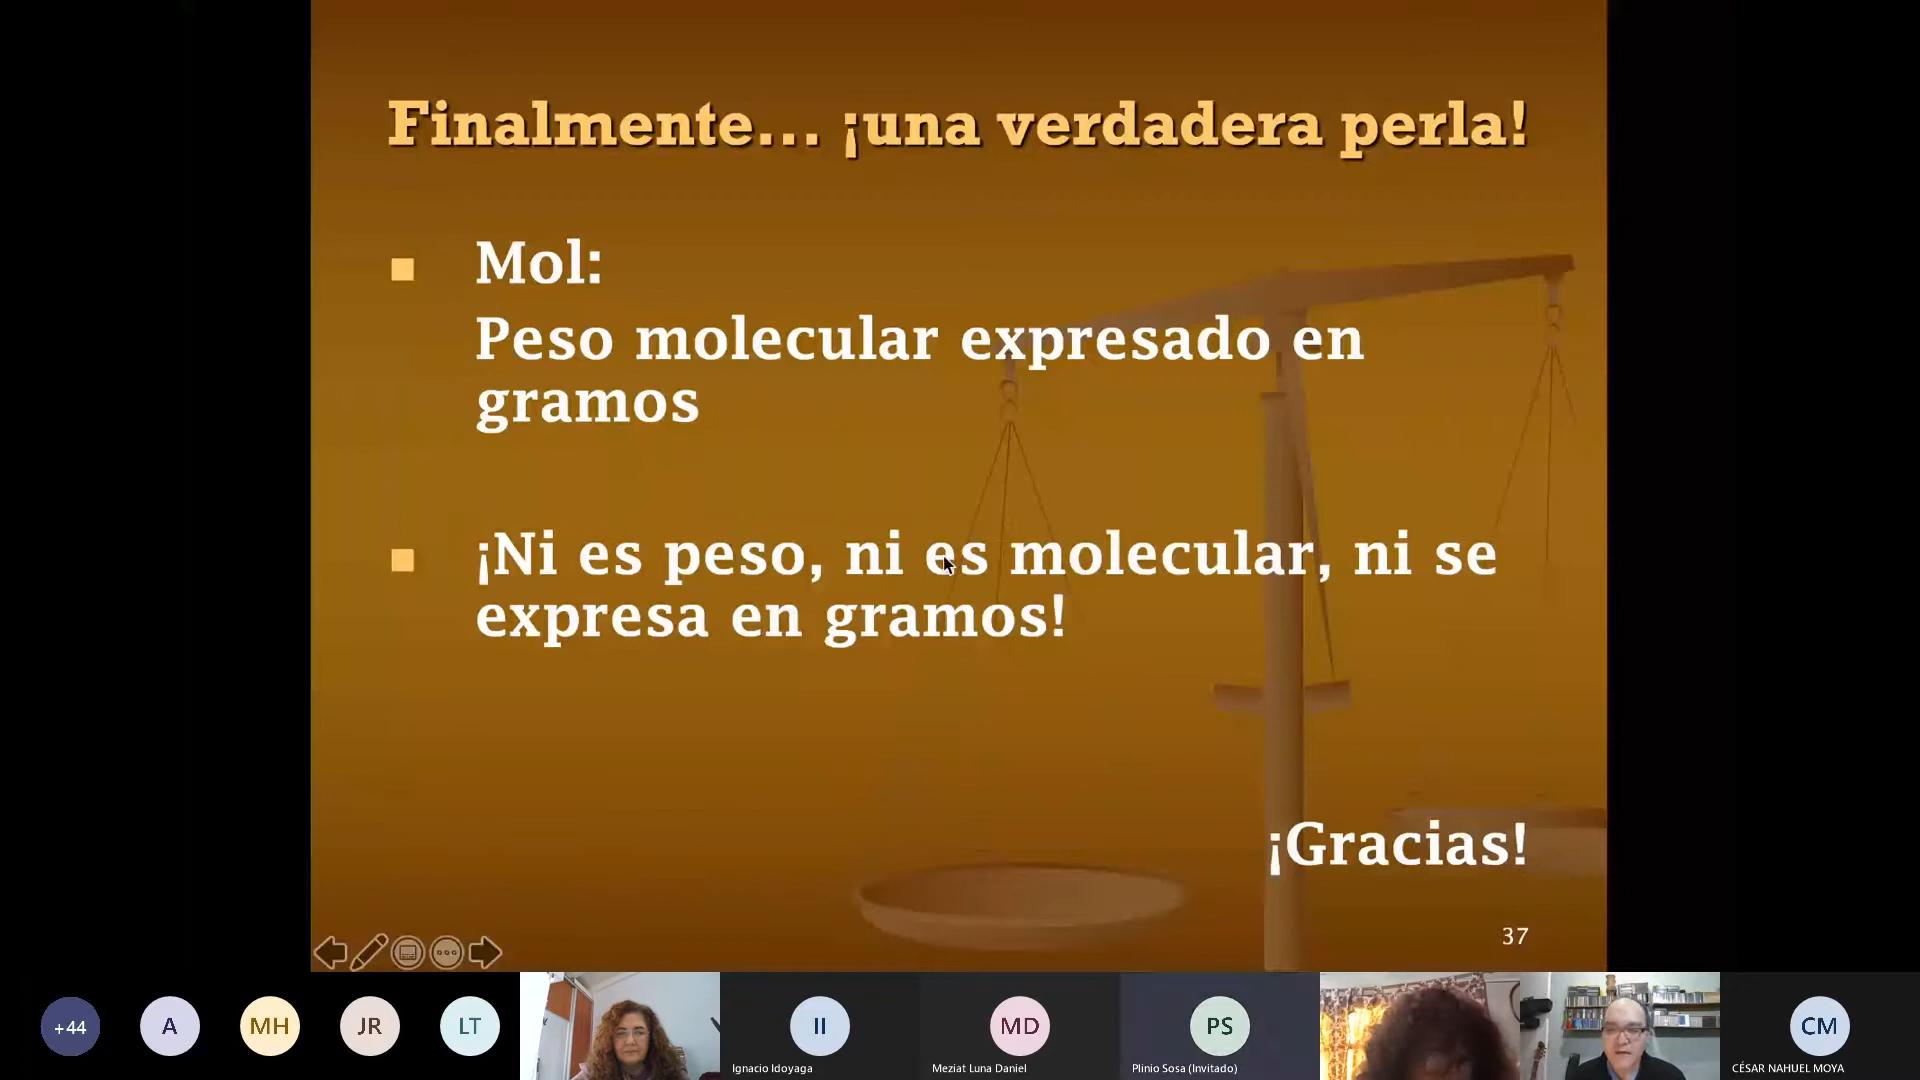 Finalmente... ¡una verdadera perla!
Mol:
Peso molecular expresado en
gramos
¡Ni es peso, ni es molecular, ni se
expresa en gramos!
¡Gracias!
37
+44
A
MH
JR
LT
II
Ignacio Idoyaga
MD
Meziat Luna Daniel
PS
Plinio Sosa (Invitado)
CM
CÉSAR NAHUEL MOYA